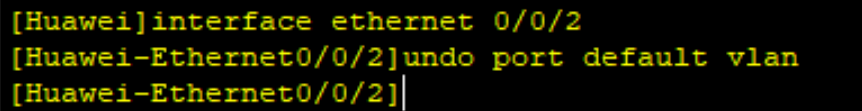 [Huawei]interface ethernet 0/0/2
[Huawei-Ethernet0/0/2]undo port default vlan
[Huawei-Ethernet0/0/2]